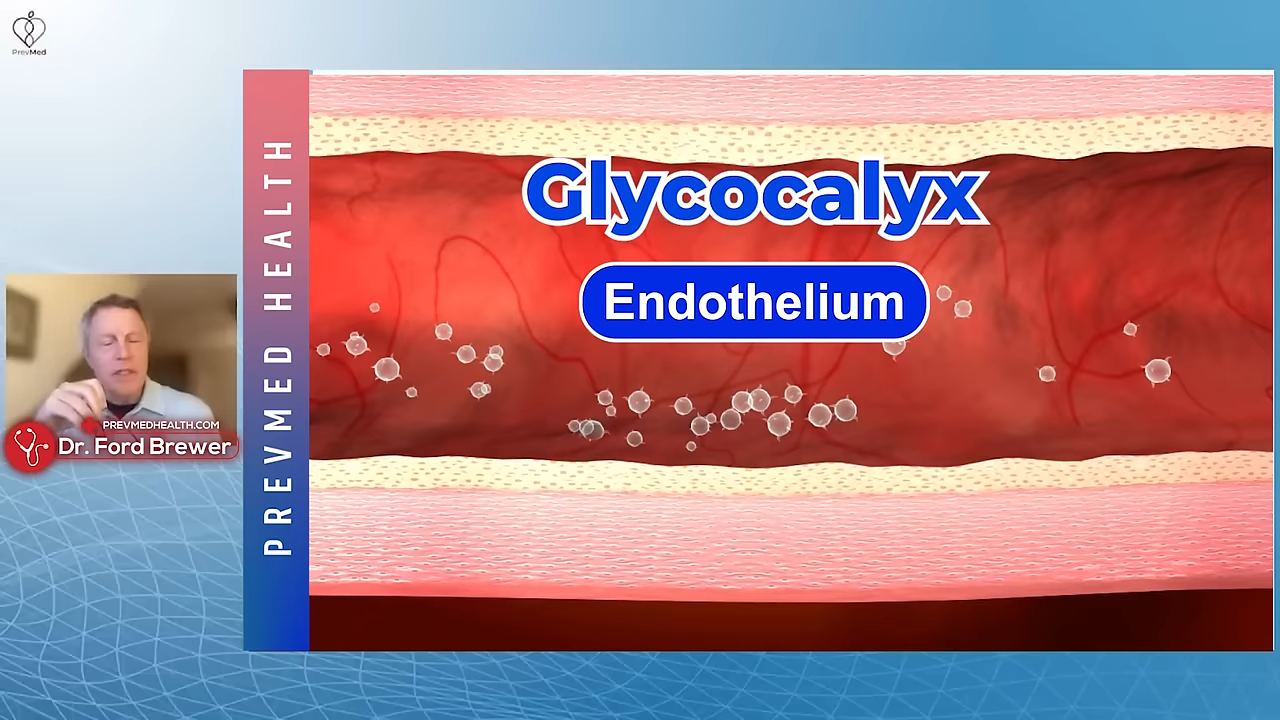 PrevMed
PREVMED HEALTH
Glycocalyx
Endothelium
PREVMEDHEALTH.COM
Dr. Ford Brewer